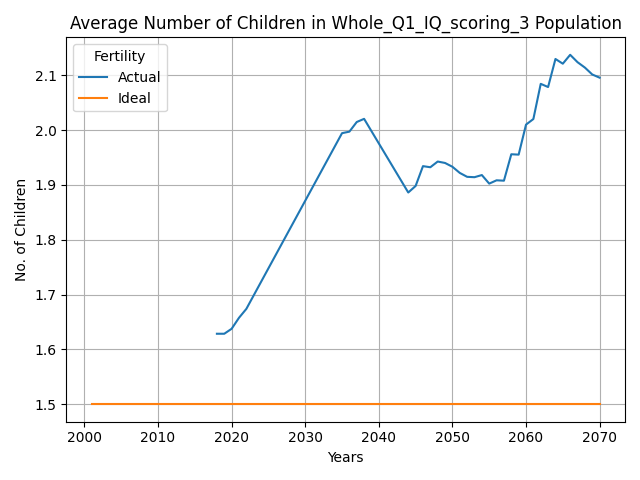 Average Number of Children in Whole_Q1_IQ_scoring_3 Population
Fertility
Actual
Ideal
No. of Children
2.1
2.0
1.9
1.8
1.7
1.6
1.5
2000 2010 2020 2030 2040 2050 2060 2070
Years